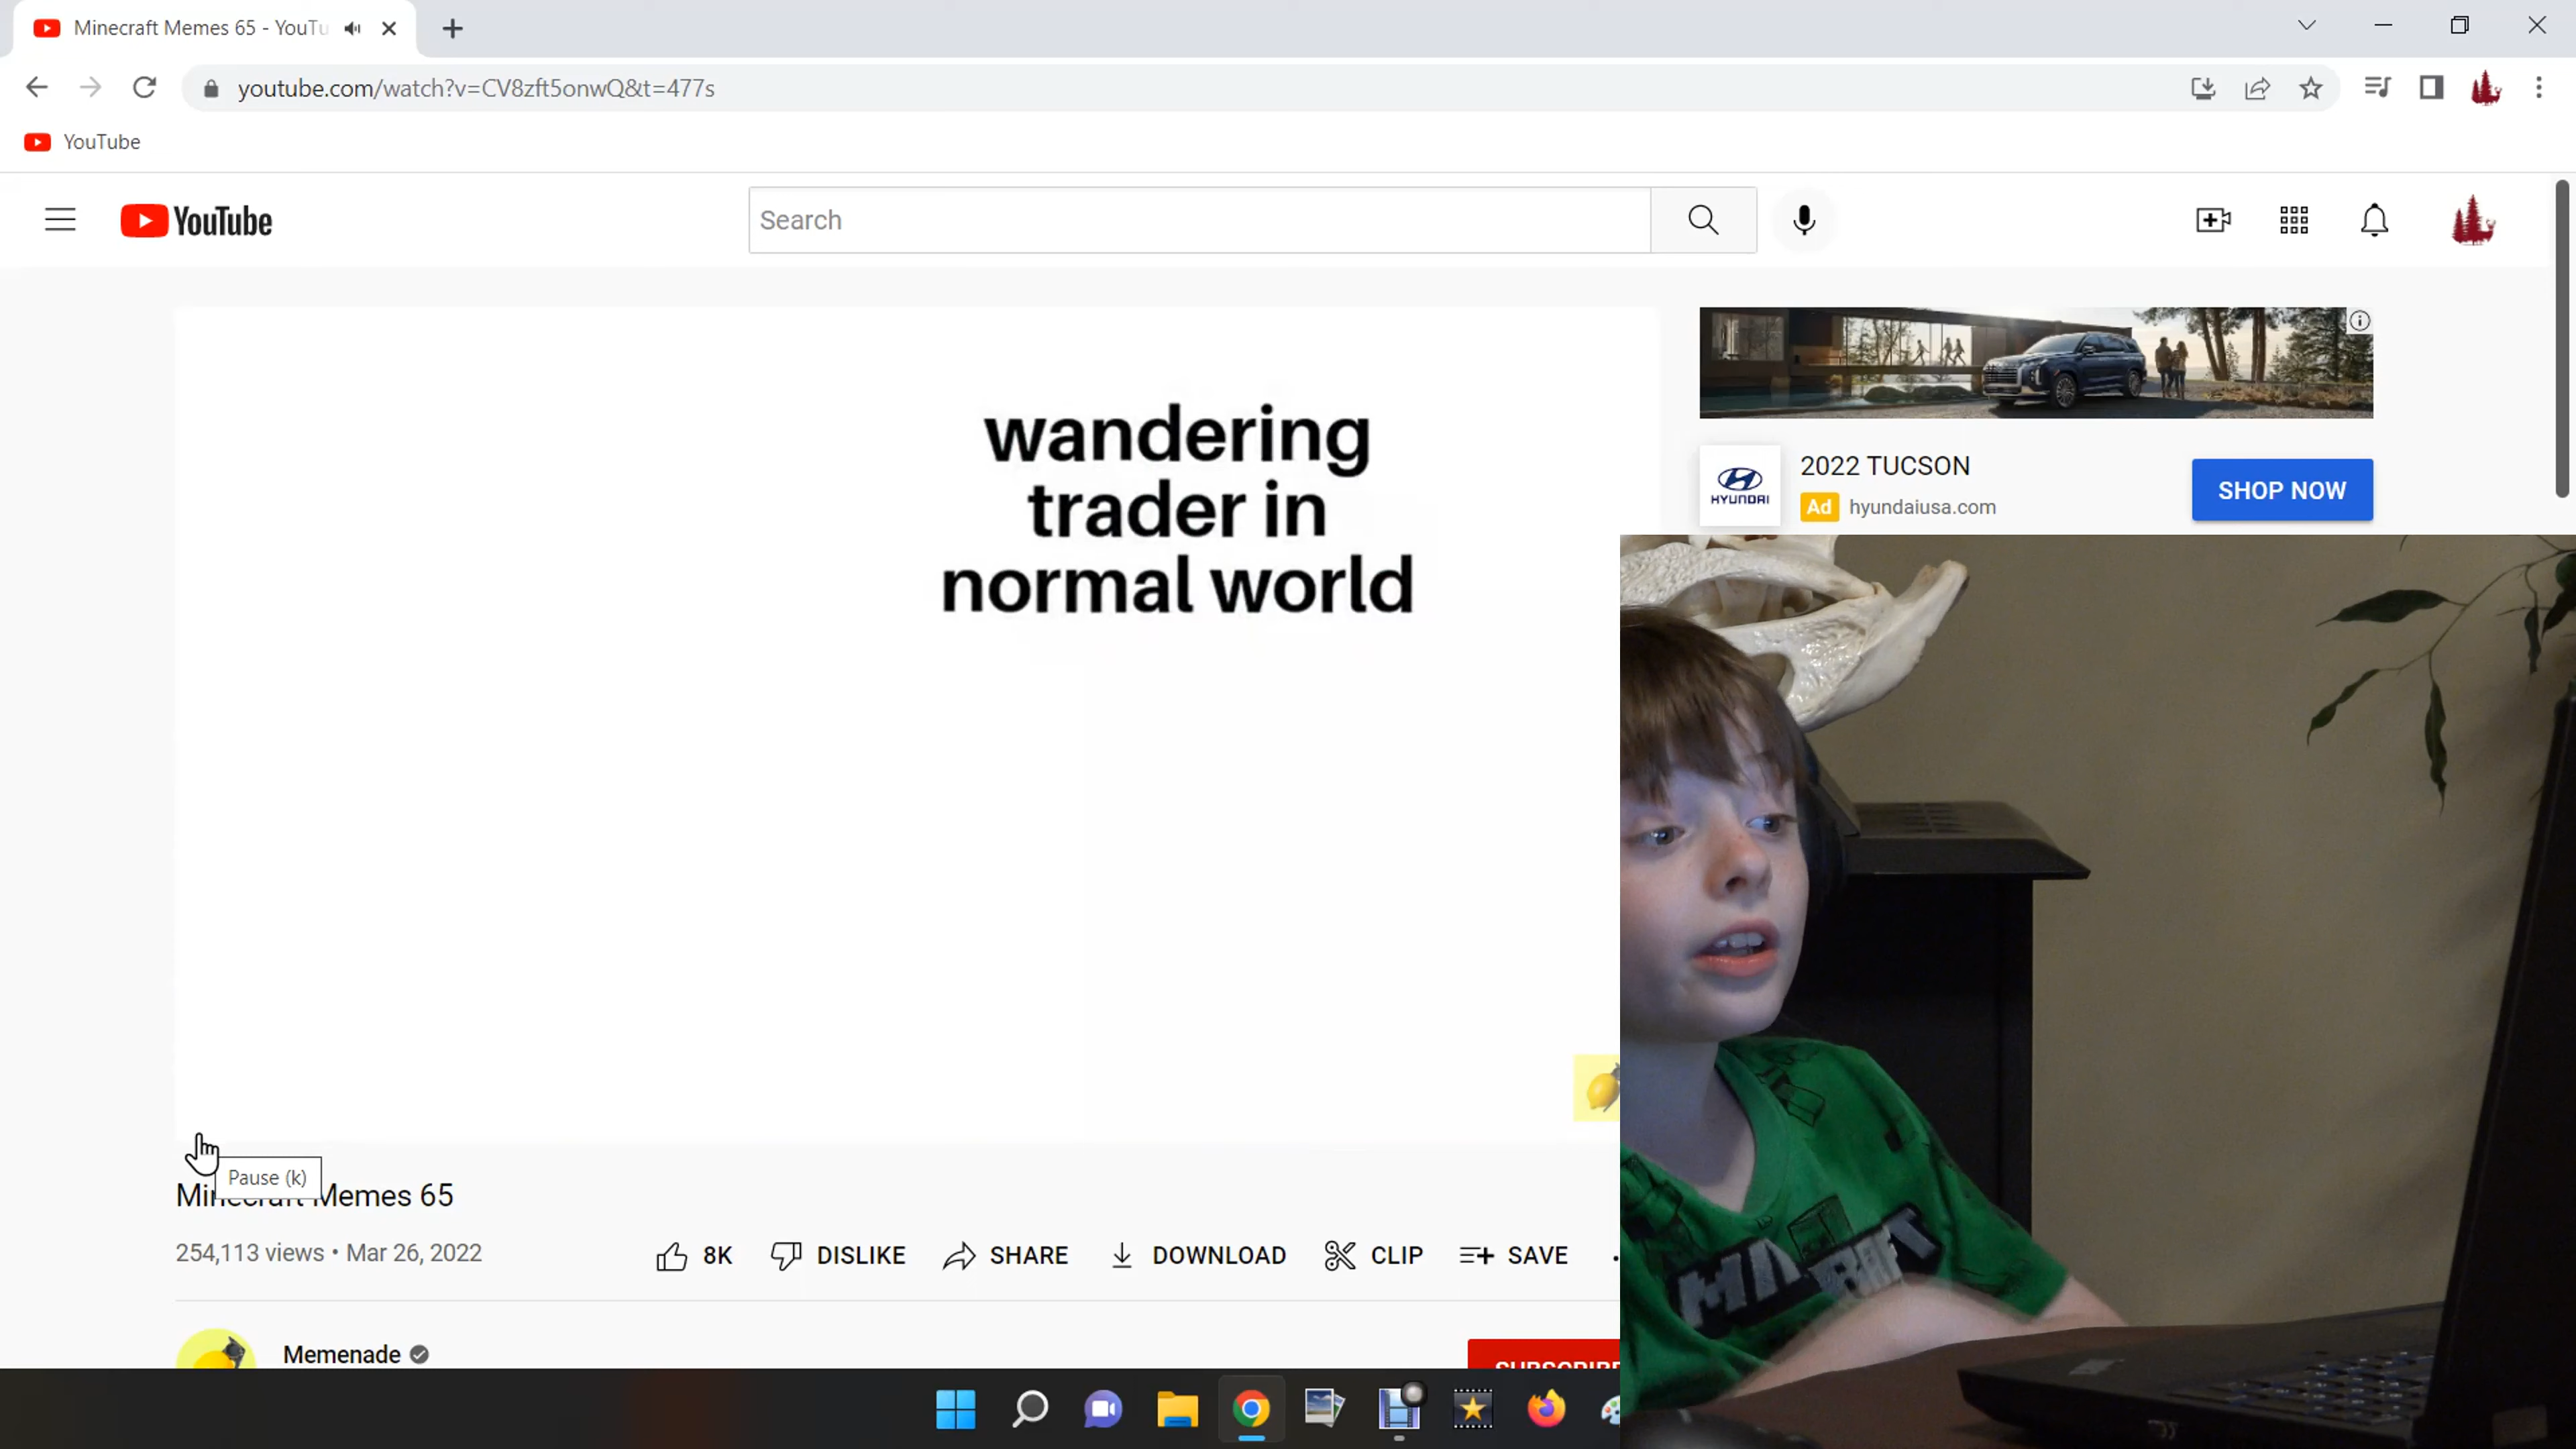 Minecraft Memes 65 - YouTu
youtube.com/watch?v=CV8zft5onwQ&t=477s
YouTube
YouTube
Search
wandering
trader in
normal world
2022 TUCSON
HYUNDAI
Ad hyundaiusa.com
SHOP NOW
Pause (k)
Minecraft Memes 65
254,113 views • Mar 26, 2022
8K
DISLIKE
SHARE
DOWNLOAD
CLIP
SAVE
Memenade